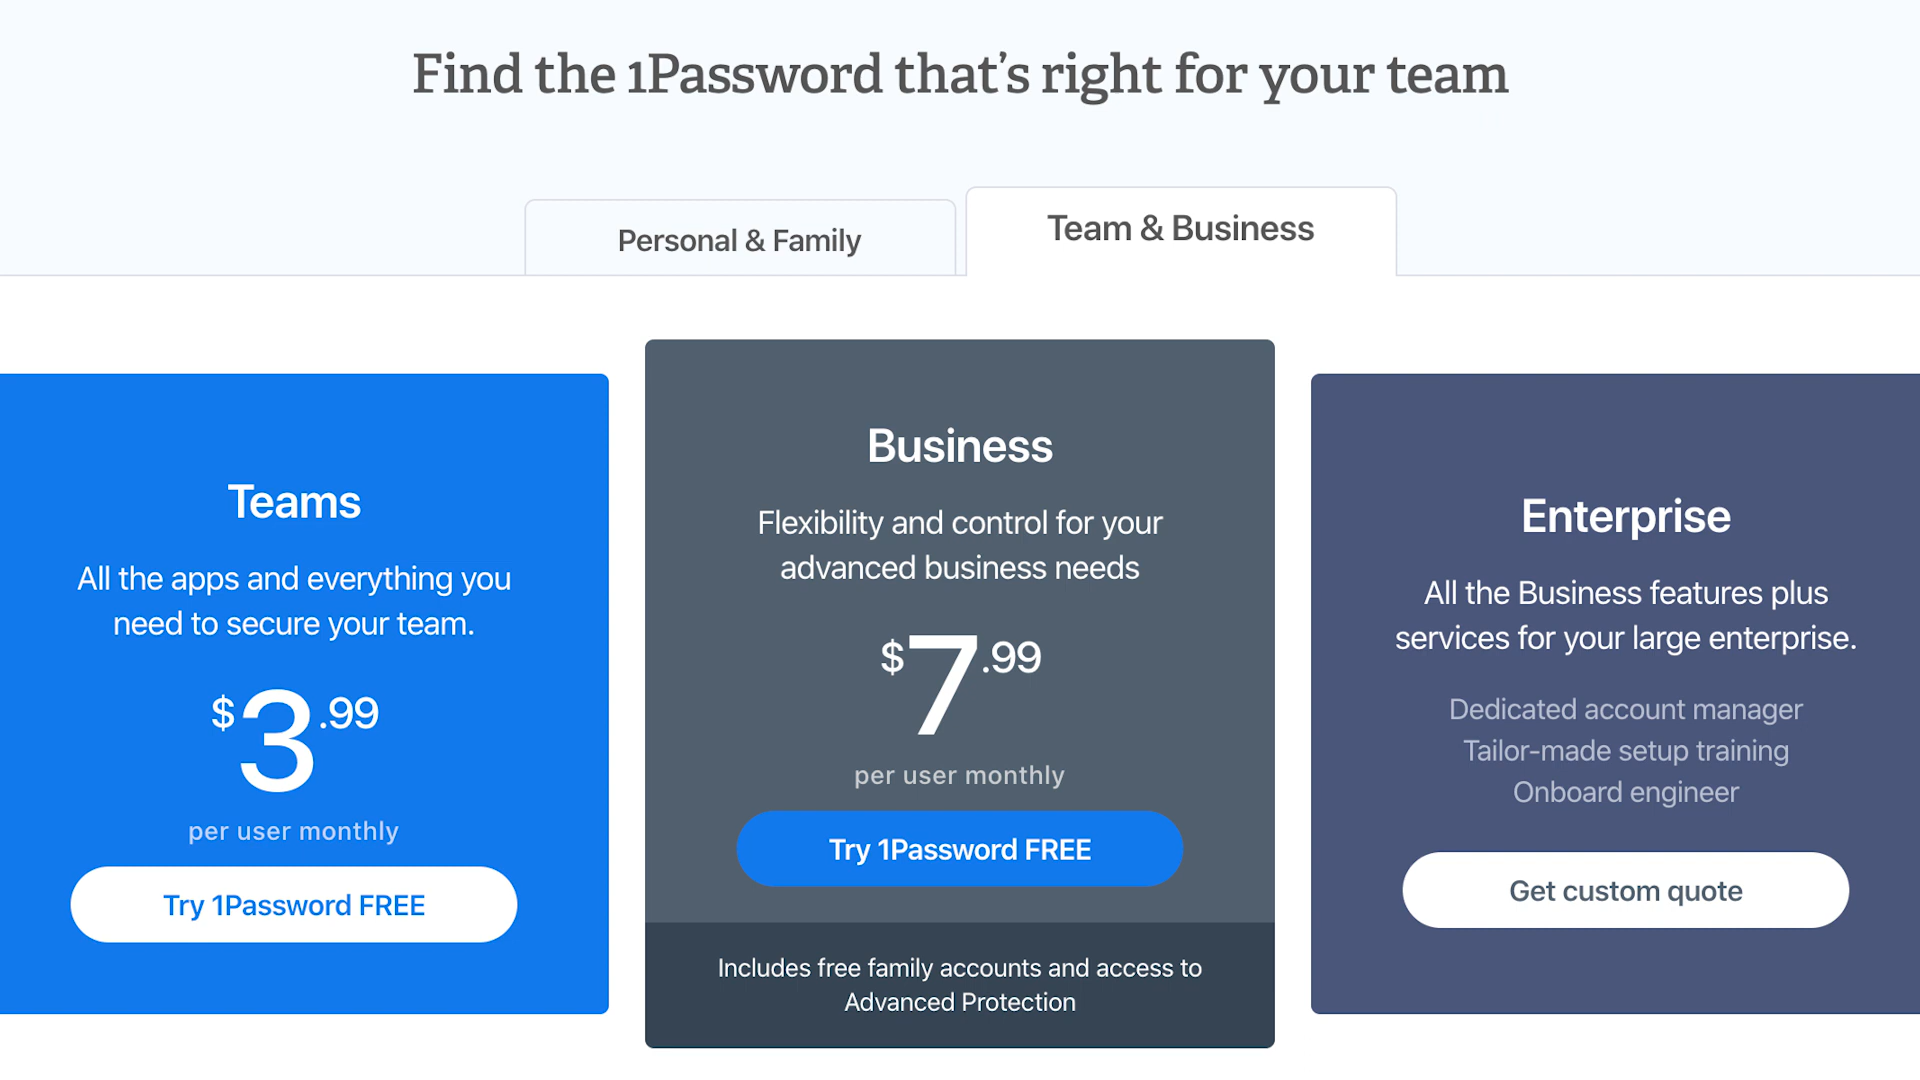 Find the 1Password that’s right for your team
Personal & Family
Team & Business
Teams
All the apps and everything you
need to secure your team.
$3.99
per user monthly
Try 1Password FREE
Business
Flexibility and control for your
advanced business needs
$7.99
per user monthly
Try 1Password FREE
Includes free family accounts and access to
Advanced Protection
Enterprise
All the Business features plus
services for your large enterprise.
Dedicated account manager
Tailor-made setup training
Onboard engineer
Get custom quote